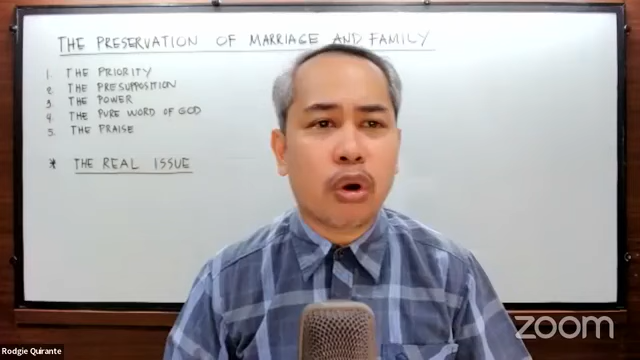 THE PRESERVATION OF MARRIAGE AND FAMILY
1. THE PRIORITY
2. THE PRESUPPOSITION
3. THE POWER
4. THE PURE WORD OF GOD
5. THE PRAISE
* THE REAL ISSUE
zoom
Rodgie Quirante